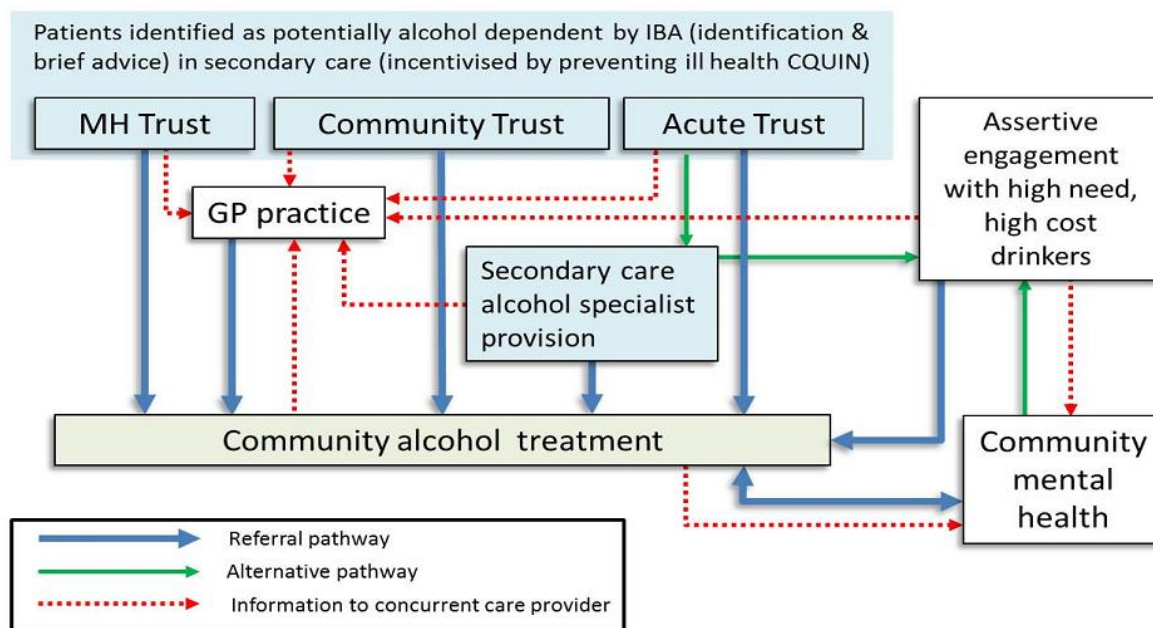 Patients identified as potentially alcohol dependent by IBA (identification &
brief advice) in secondary care (incentivised by preventing ill health CQUIN)
MH Trust
Community Trust
Acute Trust
Assertive
engagement
with high need,
high cost
drinkers
GP practice
Secondary care
alcohol specialist
provision
Community alcohol treatment
Community
mental
health
Referral pathway
Alternative pathway
Information to concurrent care provider